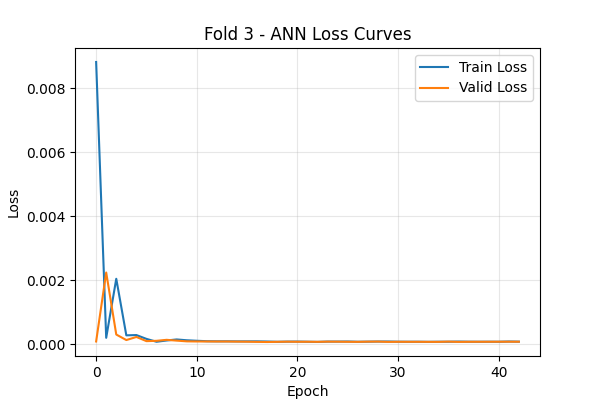 Fold 3 - ANN Loss Curves
Train Loss
Valid Loss
Loss
0.008
0.006
0.004
0.002
0.000
0 10 20 30 40
Epoch